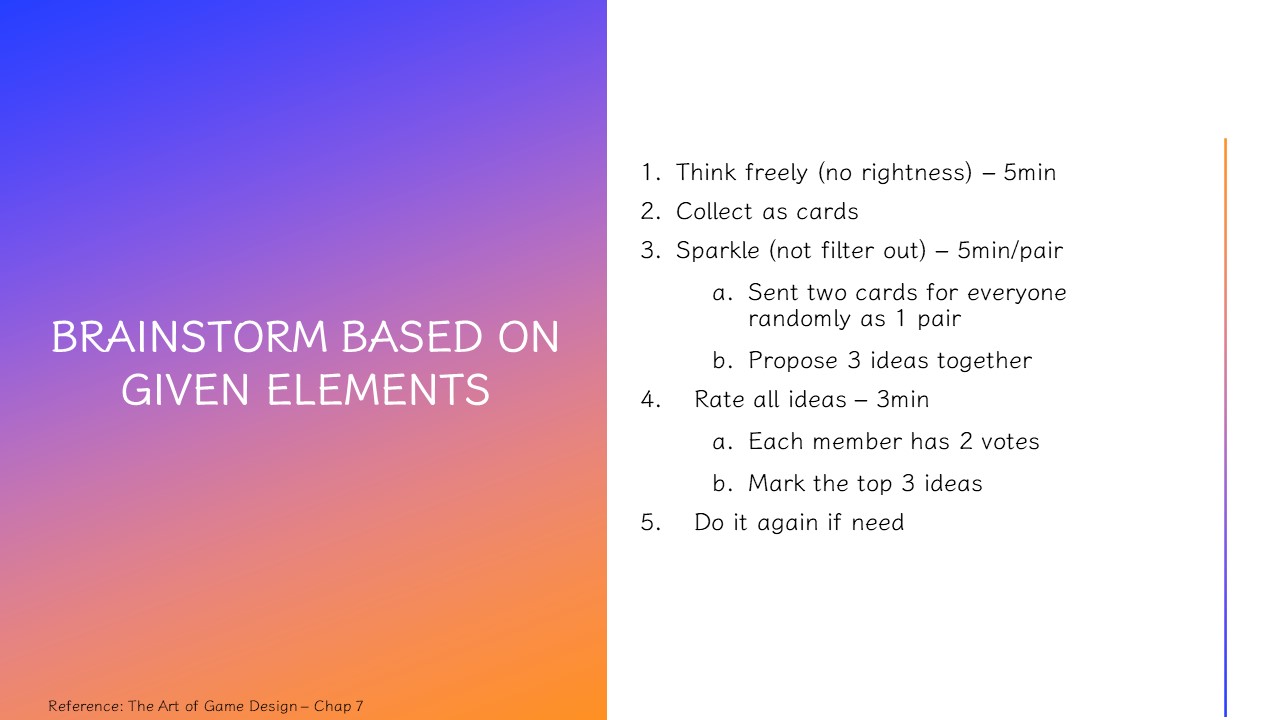 BRAINSTORM BASED ON
GIVEN ELEMENTS
Reference: The Art of Game Design – Chap 7
1. Think freely (no rightness) – 5min
2. Collect as cards
3. Sparkle (not filter out) – 5min/pair
a. Sent two cards for everyone
randomly as 1 pair
b. Propose 3 ideas together
4. Rate all ideas – 3min
a. Each member has 2 votes
b. Mark the top 3 ideas
5. Do it again if need